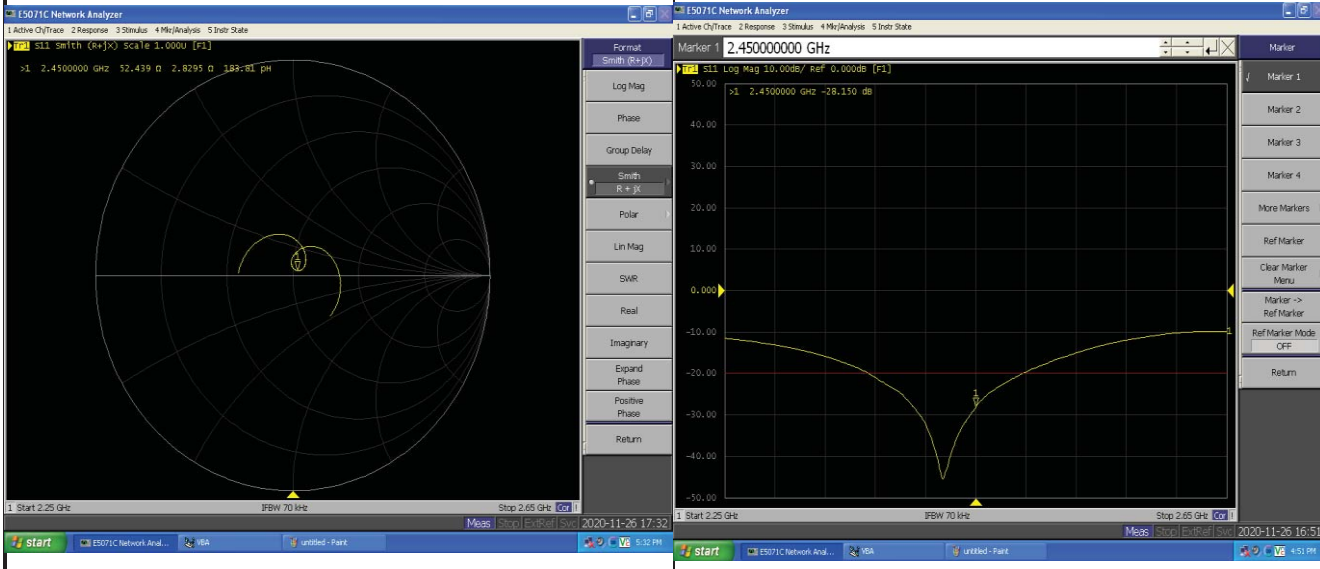 E5071C Network Analyzer
1 Active Ch/Trace 2 Response 3 Stimulus 4 Mkr/Analysis 5 Instr State
Tr1 S11 Smith (R+jX) Scale 1.000U [F1]
>1 2.4500000 GHz 52.439 Ω 2.8295 Ω 183.81 pH
1
Format
Smith (R+jX)
Log Mag
Phase
Group Delay
Smith
R + jX
Polar
Lin Mag
SWR
Real
Imaginary
Expand
Phase
Positive
Phase
Return
1 Start 2.25 GHz IFBW 70 kHz Stop 2.65 GHz Cor !
Meas Stop ExtRef Svc 2020-11-26 17:32
start E5071C Network Anal... VBA untitled - Paint 5:32 PM
E5071C Network Analyzer
1 Active Ch/Trace 2 Response 3 Stimulus 4 Mkr/Analysis 5 Instr State
Marker 1 2.450000000 GHz
Tr1 S11 Log Mag 10.00dB/ Ref 0.000dB [F1]
>1 2.4500000 GHz -28.150 dB
50.00
40.00
30.00
20.00
10.00
0.000
-10.00
-20.00
-30.00
-40.00
-50.00
1
1
Marker
Marker 1
Marker 2
Marker 3
Marker 4
More Markers
Ref Marker
Clear Marker
Menu
Marker ->
Ref Marker
Ref Marker Mode
OFF
Return
1 Start 2.25 GHz IFBW 70 kHz Stop 2.65 GHz Cor !
Meas Stop ExtRef Svc 2020-11-26 16:51
start E5071C Network Anal... VBA untitled - Paint 4:51 PM